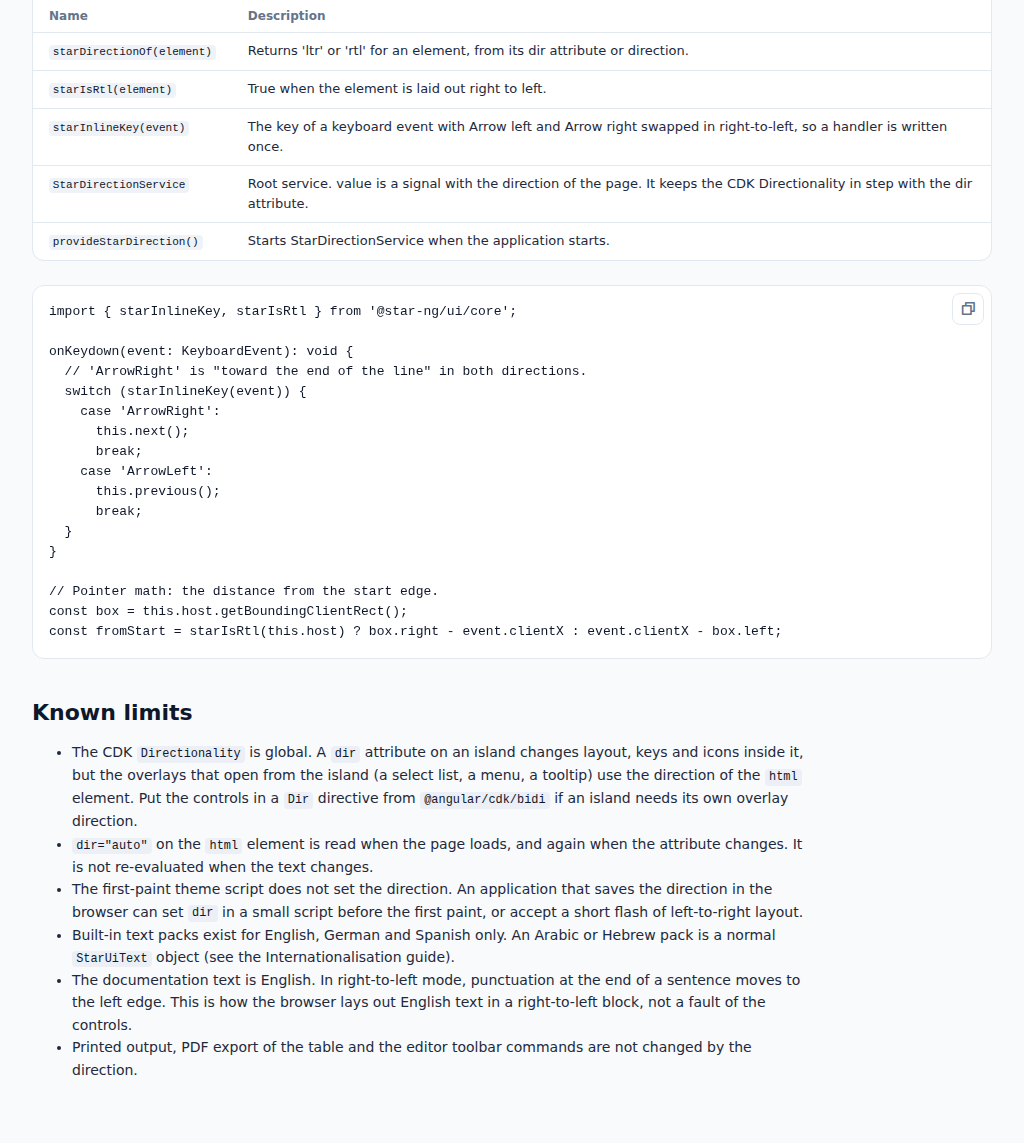 Name Description
starDirectionOf(element) Returns 'ltr' or 'rtl' for an element, from its dir attribute or direction.
starIsRtl(element) True when the element is laid out right to left.
starInlineKey(event) The key of a keyboard event with Arrow left and Arrow right swapped in right-to-left, so a handler is written
once.
StarDirectionService Root service. value is a signal with the direction of the page. It keeps the CDK Directionality in step with the dir
attribute.
provideStarDirection() Starts StarDirectionService when the application starts.
import { starInlineKey, starIsRtl } from '@star-ng/ui/core';
onKeydown(event: KeyboardEvent): void {
  // 'ArrowRight' is "toward the end of the line" in both directions.
  switch (starInlineKey(event)) {
    case 'ArrowRight':
      this.next();
      break;
    case 'ArrowLeft':
      this.previous();
      break;
  }
}
// Pointer math: the distance from the start edge.
const box = this.host.getBoundingClientRect();
const fromStart = starIsRtl(this.host) ? box.right - event.clientX : event.clientX - box.left;
Known limits
• The CDK Directionality is global. A dir attribute on an island changes layout, keys and icons inside it,
but the overlays that open from the island (a select list, a menu, a tooltip) use the direction of the html
element. Put the controls in a Dir directive from @angular/cdk/bidi if an island needs its own overlay
direction.
• dir="auto" on the html element is read when the page loads, and again when the attribute changes. It
is not re-evaluated when the text changes.
• The first-paint theme script does not set the direction. An application that saves the direction in the
browser can set dir in a small script before the first paint, or accept a short flash of left-to-right layout.
• Built-in text packs exist for English, German and Spanish only. An Arabic or Hebrew pack is a normal
StarUiText object (see the Internationalisation guide).
• The documentation text is English. In right-to-left mode, punctuation at the end of a sentence moves to
the left edge. This is how the browser lays out English text in a right-to-left block, not a fault of the
controls.
• Printed output, PDF export of the table and the editor toolbar commands are not changed by the
direction.